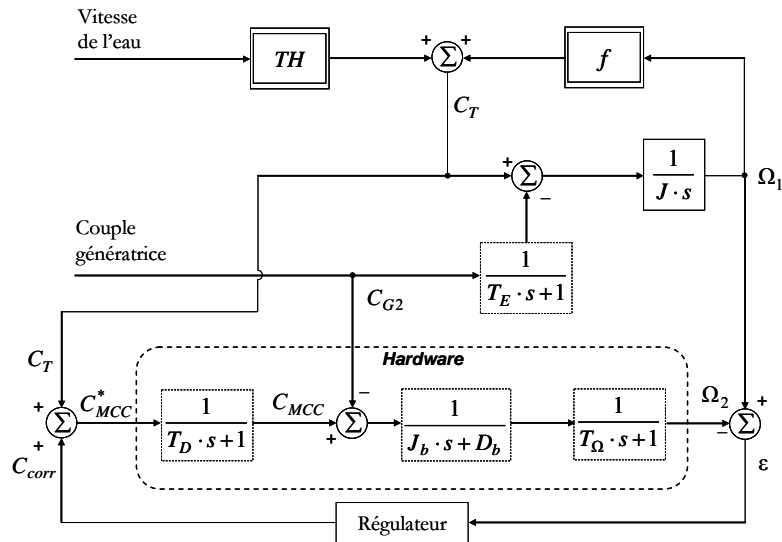 Vitesse
de l'eau
TH
+
Σ
+
f
C_T
+
Σ
−
1
J · s
Ω_1
Couple
génératrice
1
T_E · s+1
C_G2
Hardware
C_T
+
+
Σ
C*_MCC
1
T_D · s+1
C_MCC
−
+
Σ
1
J_b · s + D_b
1
T_Ω · s+1
Ω_2
+
−
Σ
C_corr
ε
Régulateur